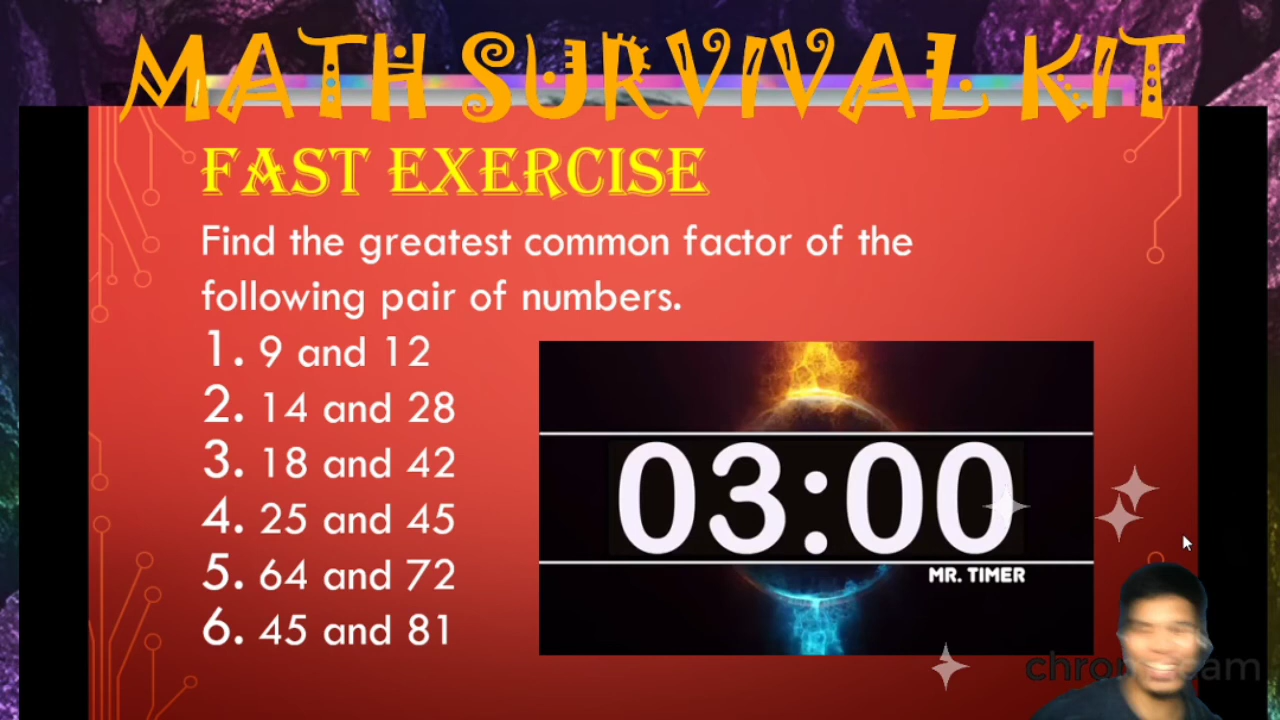 MATH SURVIVAL KIT
FAST EXERCISE
Find the greatest common factor of the
following pair of numbers.
1. 9 and 12
2. 14 and 28
3. 18 and 42
4. 25 and 45
5. 64 and 72
6. 45 and 81
03:00
MR. TIMER